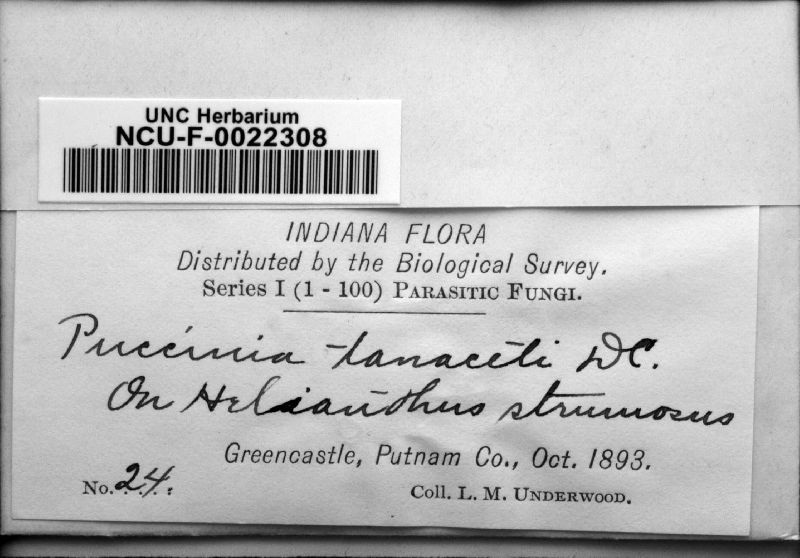 UNC Herbarium
NCU-F-0022308
INDIANA FLORA
Distributed by the Biological Survey.
Series I (1 - 100) PARASITIC FUNGI.
Puccinia tanaceti DC.
On Helianthus strumosus
Greencastle, Putnam Co., Oct. 1893.
No. 24.
Coll. L. M. UNDERWOOD.